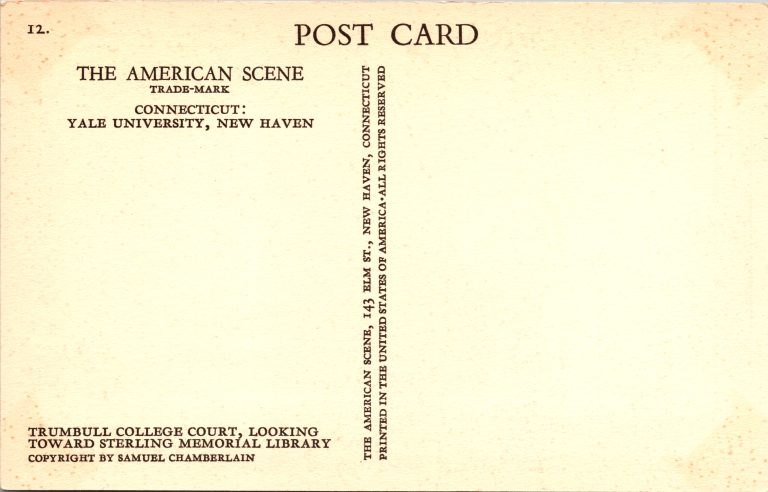 12.
POST CARD
THE AMERICAN SCENE
TRADE-MARK
CONNECTICUT:
YALE UNIVERSITY, NEW HAVEN
THE AMERICAN SCENE, 143 ELM ST., NEW HAVEN, CONNECTICUT
PRINTED IN THE UNITED STATES OF AMERICA·ALL RIGHTS RESERVED
TRUMBULL COLLEGE COURT, LOOKING
TOWARD STERLING MEMORIAL LIBRARY
COPYRIGHT BY SAMUEL CHAMBERLAIN